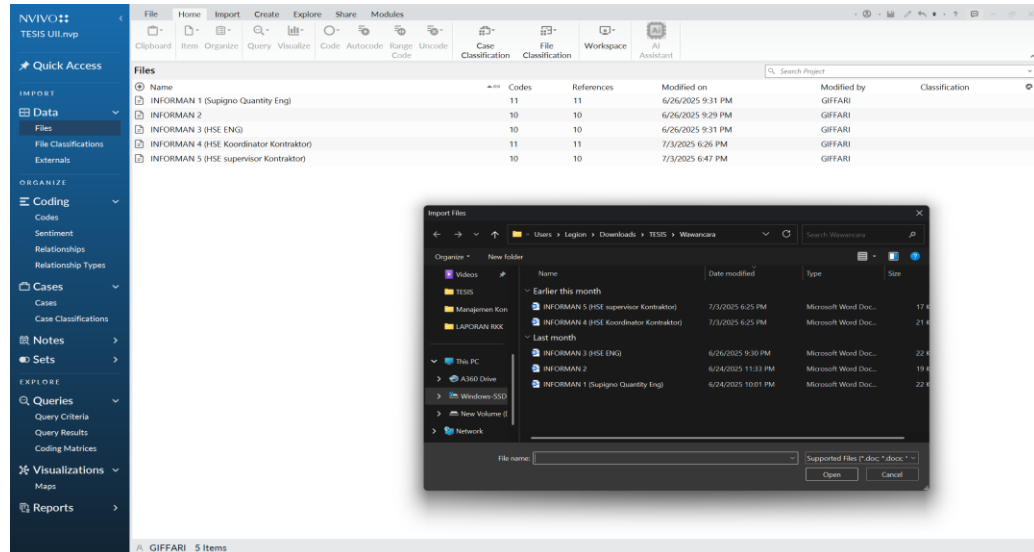 NVIVO
TESIS UII.nvp
Quick Access
IMPORT
Data
Files
File Classifications
Externals
ORGANIZE
Coding
Codes
Sentiment
Relationships
Relationship Types
Cases
Cases
Case Classifications
Notes
Sets
EXPLORE
Queries
Query Criteria
Query Results
Coding Matrices
Visualizations
Maps
Reports
File Home Import Create Explore Share Modules
Clipboard Item Organize Query Visualize Code Autocode Range Code Uncode Case Classification File Classification Workspace AI Assistant
Files
Search Project
Name Codes References Modified on Modified by Classification
INFORMAN 1 (Supigno Quantity Eng) 11 11 6/26/2025 9:31 PM GIFFARI
INFORMAN 2 10 10 6/26/2025 9:29 PM GIFFARI
INFORMAN 3 (HSE ENG) 10 10 6/26/2025 9:31 PM GIFFARI
INFORMAN 4 (HSE Koordinator Kontraktor) 11 11 7/3/2025 6:26 PM GIFFARI
INFORMAN 5 (HSE supervisor Kontraktor) 10 10 7/3/2025 6:47 PM GIFFARI
Import Files
Users > Legion > Downloads > TESIS > Wawancara
Search Wawancara
Organize New folder
Videos
TESIS
Manajemen Kon
LAPORAN RKK
This PC
A360 Drive
Windows-SSD
New Volume (
Network
Name Date modified Type Size
Earlier this month
INFORMAN 5 (HSE supervisor Kontraktor) 7/3/2025 6:25 PM Microsoft Word Doc... 17
INFORMAN 4 (HSE Koordinator Kontraktor) 7/3/2025 6:25 PM Microsoft Word Doc... 21
Last month
INFORMAN 3 (HSE ENG) 6/26/2025 9:30 PM Microsoft Word Doc... 22
INFORMAN 2 6/24/2025 11:33 PM Microsoft Word Doc... 19
INFORMAN 1 (Supigno Quantity Eng) 6/24/2025 10:01 PM Microsoft Word Doc... 22
File name:
Supported Files (*.doc; *.docx; *
Open Cancel
GIFFARI 5 Items